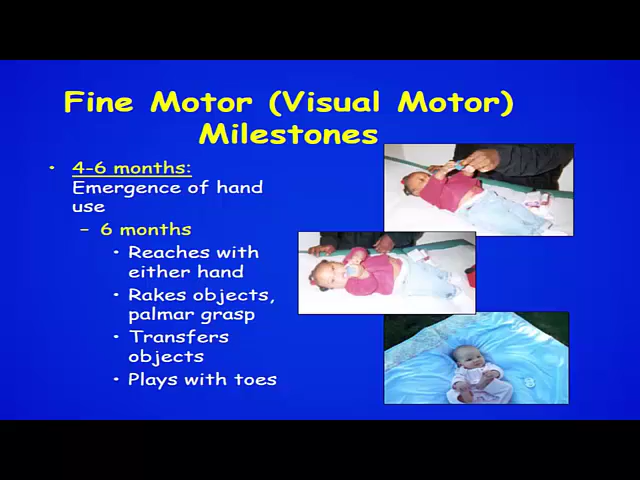 Fine Motor (Visual Motor)
Milestones
• 4-6 months:
Emergence of hand
use
– 6 months
• Reaches with
either hand
• Rakes objects,
palmar grasp
• Transfers
objects
• Plays with toes